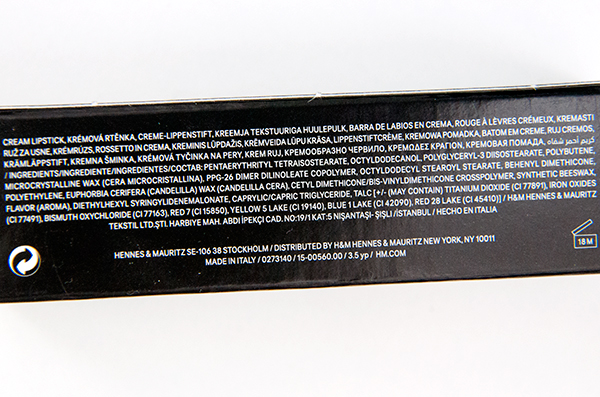 CREAM LIPSTICK, KRÉMOVÁ RTĚNKA, CREME-LIPPENSTIFT, KREEMJA TEKSTUURIGA HUULEPULK, BARRA DE LABIOS EN CREMA, ROUGE À LÈVRES CRÉMEUX, KREMASTI
RUŽ ZA USNE, KRÉMRÚZS, ROSSETTO IN CREMA, KREMINIS LŪPDAŽIS, KRĒMVEIDA LŪPU KRĀSA, LIPPENSTIFTCRÈME, KREMOWA POMADKA, BATOM EM CREME, RUJ CREMOS,
KRÄMLÄPPSTIFT, KREMNA ŠMINKA, KRÉMOVÁ TYČINKA NA PERY, KREM RUJ, КРЕМООБРАЗНО ЧЕРВИЛО, КРЕМОВАЯ ПОМАДА, كريم أحمر شفاه
/ INGREDIENTS/INGREDIENTE/INGREDIENTES/СОСТАВ: PENTAERYTHRITYL TETRAISOSTEARATE, OCTYLDODECANOL, POLYGLYCERYL-3 DIISOSTEARATE, POLYBUTENE,
MICROCRYSTALLINE WAX (CERA MICROCRISTALLINA), PPG-26 DIMER DILINOLEATE COPOLYMER, OCTYLDODECYL STEAROYL STEARATE, BEHENYL DIMETHICONE,
POLYETHYLENE, EUPHORBIA CERIFERA (CANDELILLA) WAX (CANDELILLA CERA), CETYL DIMETHICONE/BIS-VINYLDIMETHICONE CROSSPOLYMER, SYNTHETIC BEESWAX,
FLAVOR (AROMA), DIETHYLHEXYL SYRINGYLIDENEMALONATE, CAPRYLIC/CAPRIC TRIGLYCERIDE, TALC [+/- (MAY CONTAIN) TITANIUM DIOXIDE (CI 77891), IRON OXIDES
(CI 77491), BISMUTH OXYCHLORIDE (CI 77163), RED 7 (CI 15850), YELLOW 5 LAKE (CI 19140), BLUE 1 LAKE (CI 42090), RED 28 LAKE (CI 45410)] / H&M HENNES & MAURITZ
TEKSTIL LTD.ŞTI. HARBIYE MAH. ABDI İPEKÇI CAD. NO:19/1 KAT:5 NIŞANTAŞI- ŞIŞLI /İSTANBUL / HECHO EN ITALIA
HENNES & MAURITZ SE-106 38 STOCKHOLM / DISTRIBUTED BY H&M HENNES & MAURITZ NEW YORK, NY 10011
MADE IN ITALY / 0273140 / 15-00560.00 / 3.5 yp / HM.COM
18 M